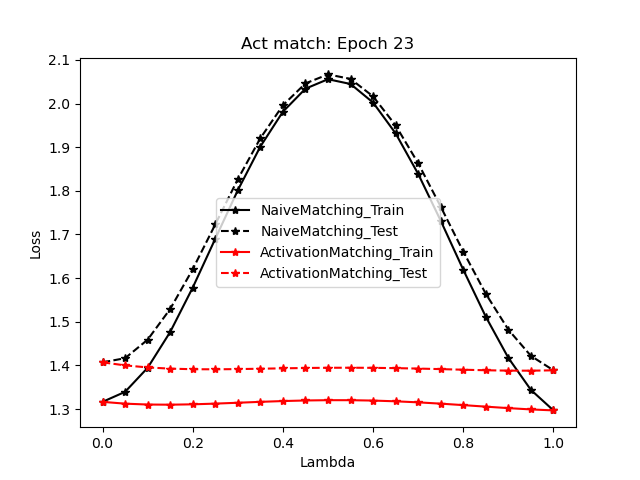 Act match: Epoch 23
2.1
2.0
1.9
1.8
1.7
1.6
1.5
1.4
1.3
Loss
NaiveMatching_Train
NaiveMatching_Test
ActivationMatching_Train
ActivationMatching_Test
0.0 0.2 0.4 0.6 0.8 1.0
Lambda